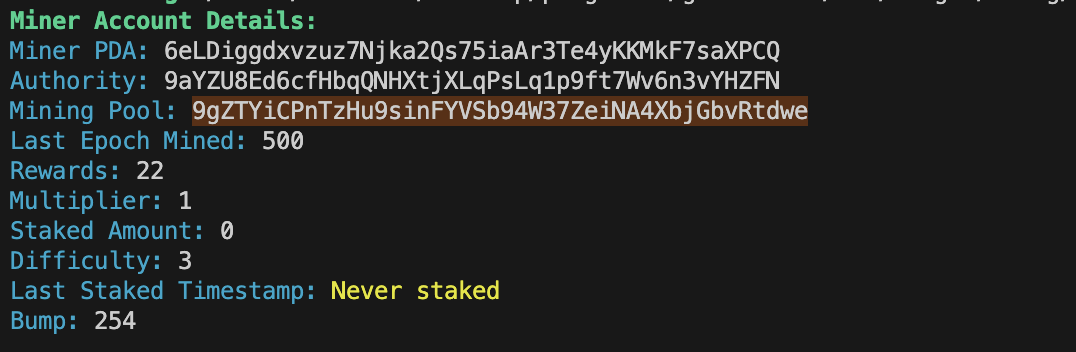 Miner Account Details:
Miner PDA: 6eLDiggdxvzuz7Njka2Qs75iaAr3Te4yKKMkF7saXPCQ
Authority: 9aYZU8Ed6cfHbqQNHXtjXLqPsLq1p9ft7Wv6n3vYHZFN
Mining Pool: 9gZTYiCPnTzHu9sinFYVSb94W37ZeiNA4XbjGbvRtdwe
Last Epoch Mined: 500
Rewards: 22
Multiplier: 1
Staked Amount: 0
Difficulty: 3
Last Staked Timestamp: Never staked
Bump: 254